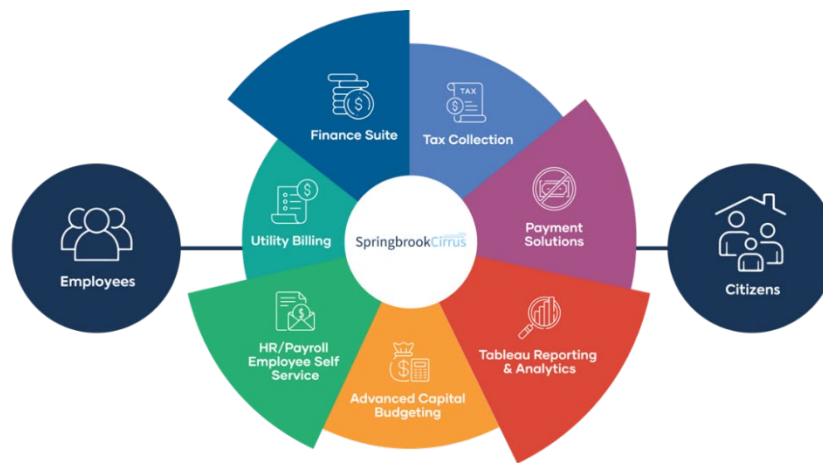 TAX
Finance Suite
Tax Collection
Utility Billing
SpringbrookCirrus
Payment
Solutions
Employees
Citizens
HR/Payroll
Employee Self
Service
Tableau Reporting
& Analytics
Advanced Capital
Budgeting